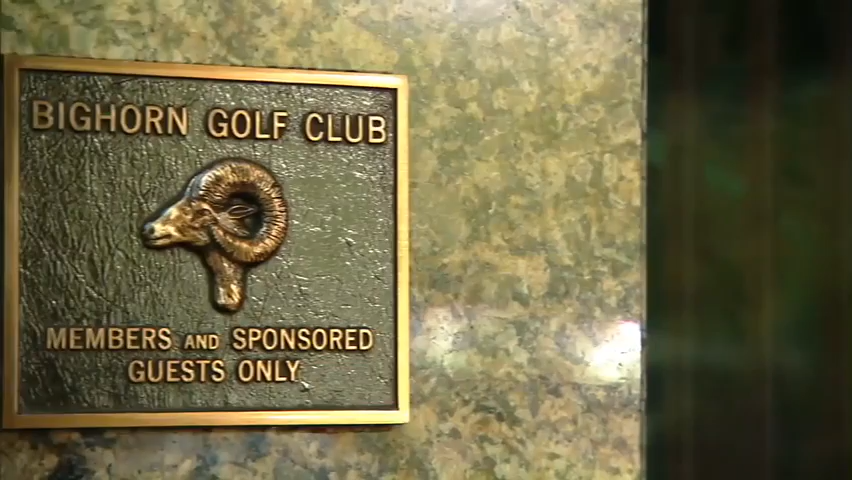 BIGHORN GOLF CLUB
MEMBERS AND SPONSORED
GUESTS ONLY